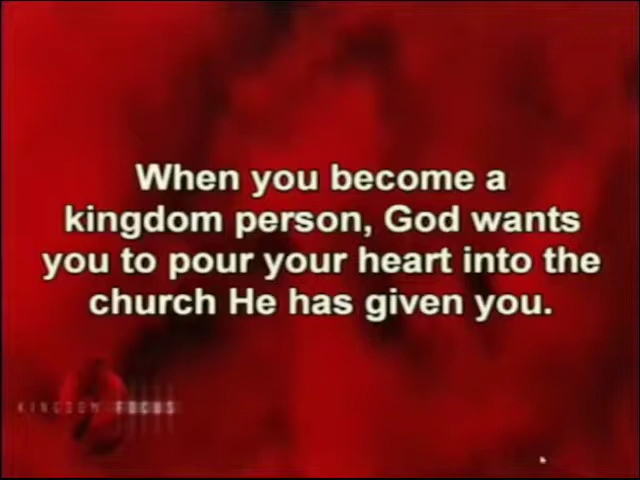 When you become a
kingdom person, God wants
you to pour your heart into the
church He has given you.
KINGDOM FOCUS